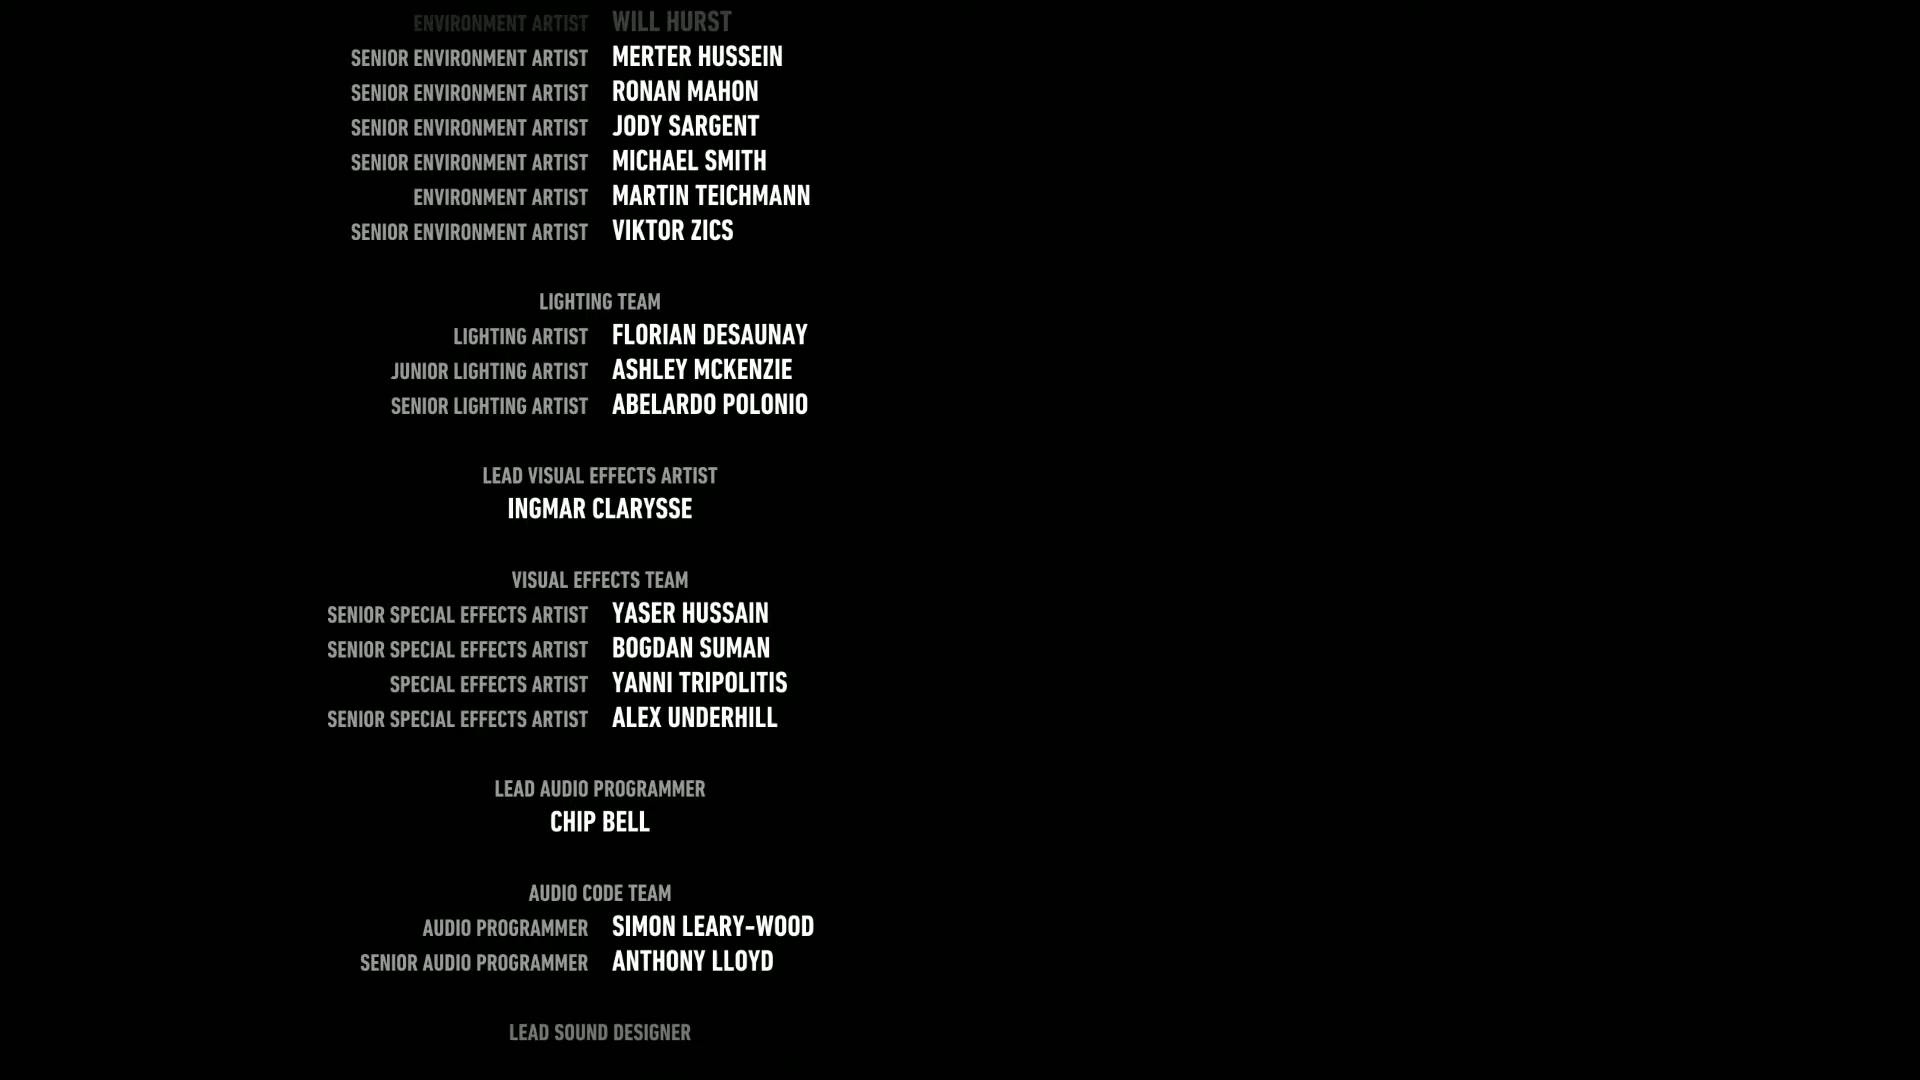 ENVIRONMENT ARTIST WILL HURST
SENIOR ENVIRONMENT ARTIST MERTER HUSSEIN
SENIOR ENVIRONMENT ARTIST RONAN MAHON
SENIOR ENVIRONMENT ARTIST JODY SARGENT
SENIOR ENVIRONMENT ARTIST MICHAEL SMITH
ENVIRONMENT ARTIST MARTIN TEICHMANN
SENIOR ENVIRONMENT ARTIST VIKTOR ZICS
LIGHTING TEAM
LIGHTING ARTIST FLORIAN DESAUNAY
JUNIOR LIGHTING ARTIST ASHLEY MCKENZIE
SENIOR LIGHTING ARTIST ABELARDO POLONIO
LEAD VISUAL EFFECTS ARTIST
INGMAR CLARYSSE
VISUAL EFFECTS TEAM
SENIOR SPECIAL EFFECTS ARTIST YASER HUSSAIN
SENIOR SPECIAL EFFECTS ARTIST BOGDAN SUMAN
SPECIAL EFFECTS ARTIST YANNI TRIPOLITIS
SENIOR SPECIAL EFFECTS ARTIST ALEX UNDERHILL
LEAD AUDIO PROGRAMMER
CHIP BELL
AUDIO CODE TEAM
AUDIO PROGRAMMER SIMON LEARY-WOOD
SENIOR AUDIO PROGRAMMER ANTHONY LLOYD
LEAD SOUND DESIGNER